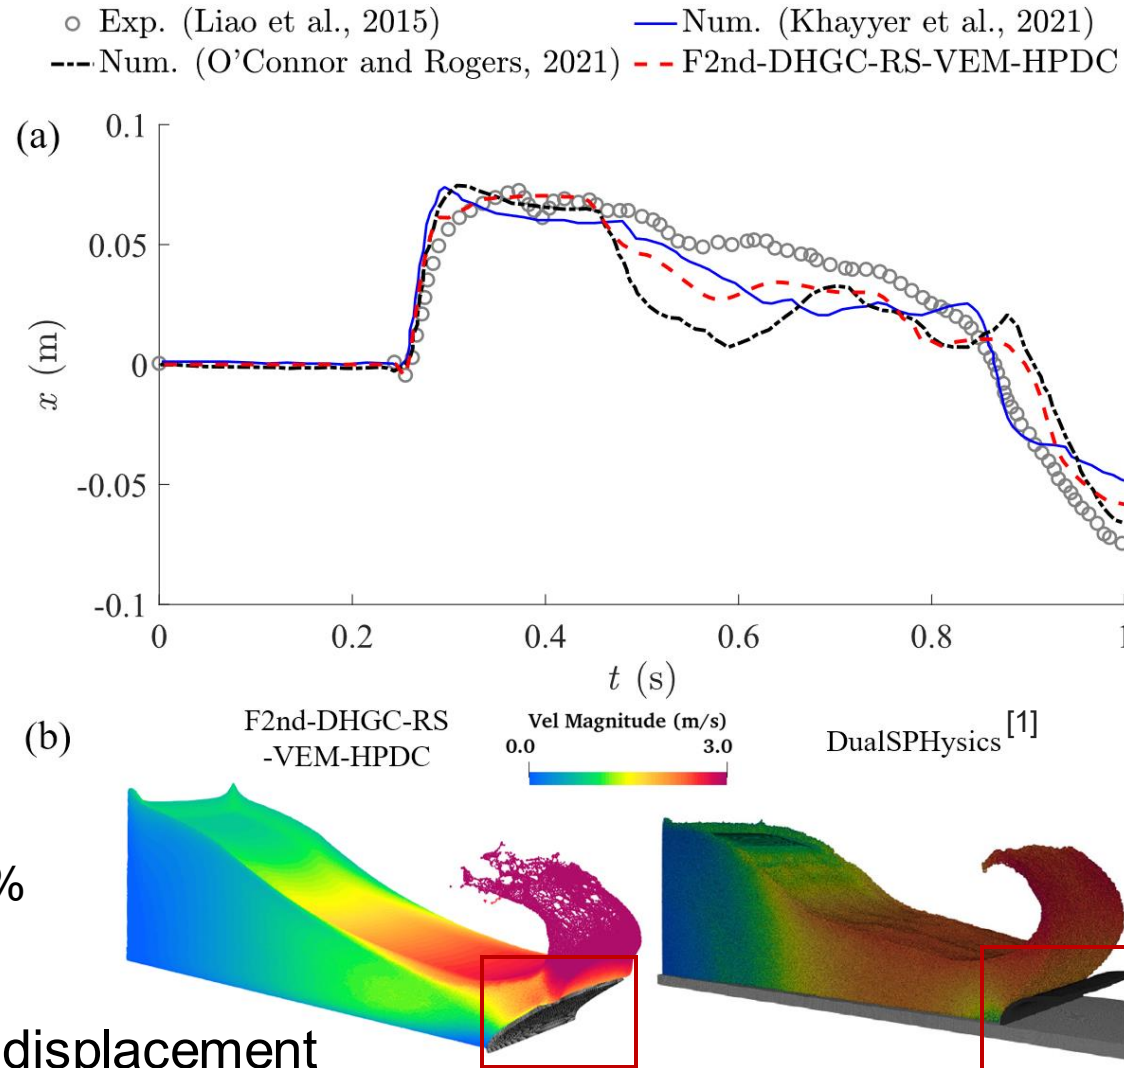 Exp. (Liao et al., 2015)
Num. (Khayyer et al., 2021)
Num. (O'Connor and Rogers, 2021)
F2nd-DHGC-RS-VEM-HPDC
(a)
0.1
0.05
0
-0.05
-0.1
x (m)
0
0.2
0.4
0.6
0.8
1
t (s)
(b)
F2nd-DHGC-RS
-VEM-HPDC
Vel Magnitude (m/s)
0.0
3.0
DualSPHysics [1]
%
displacement